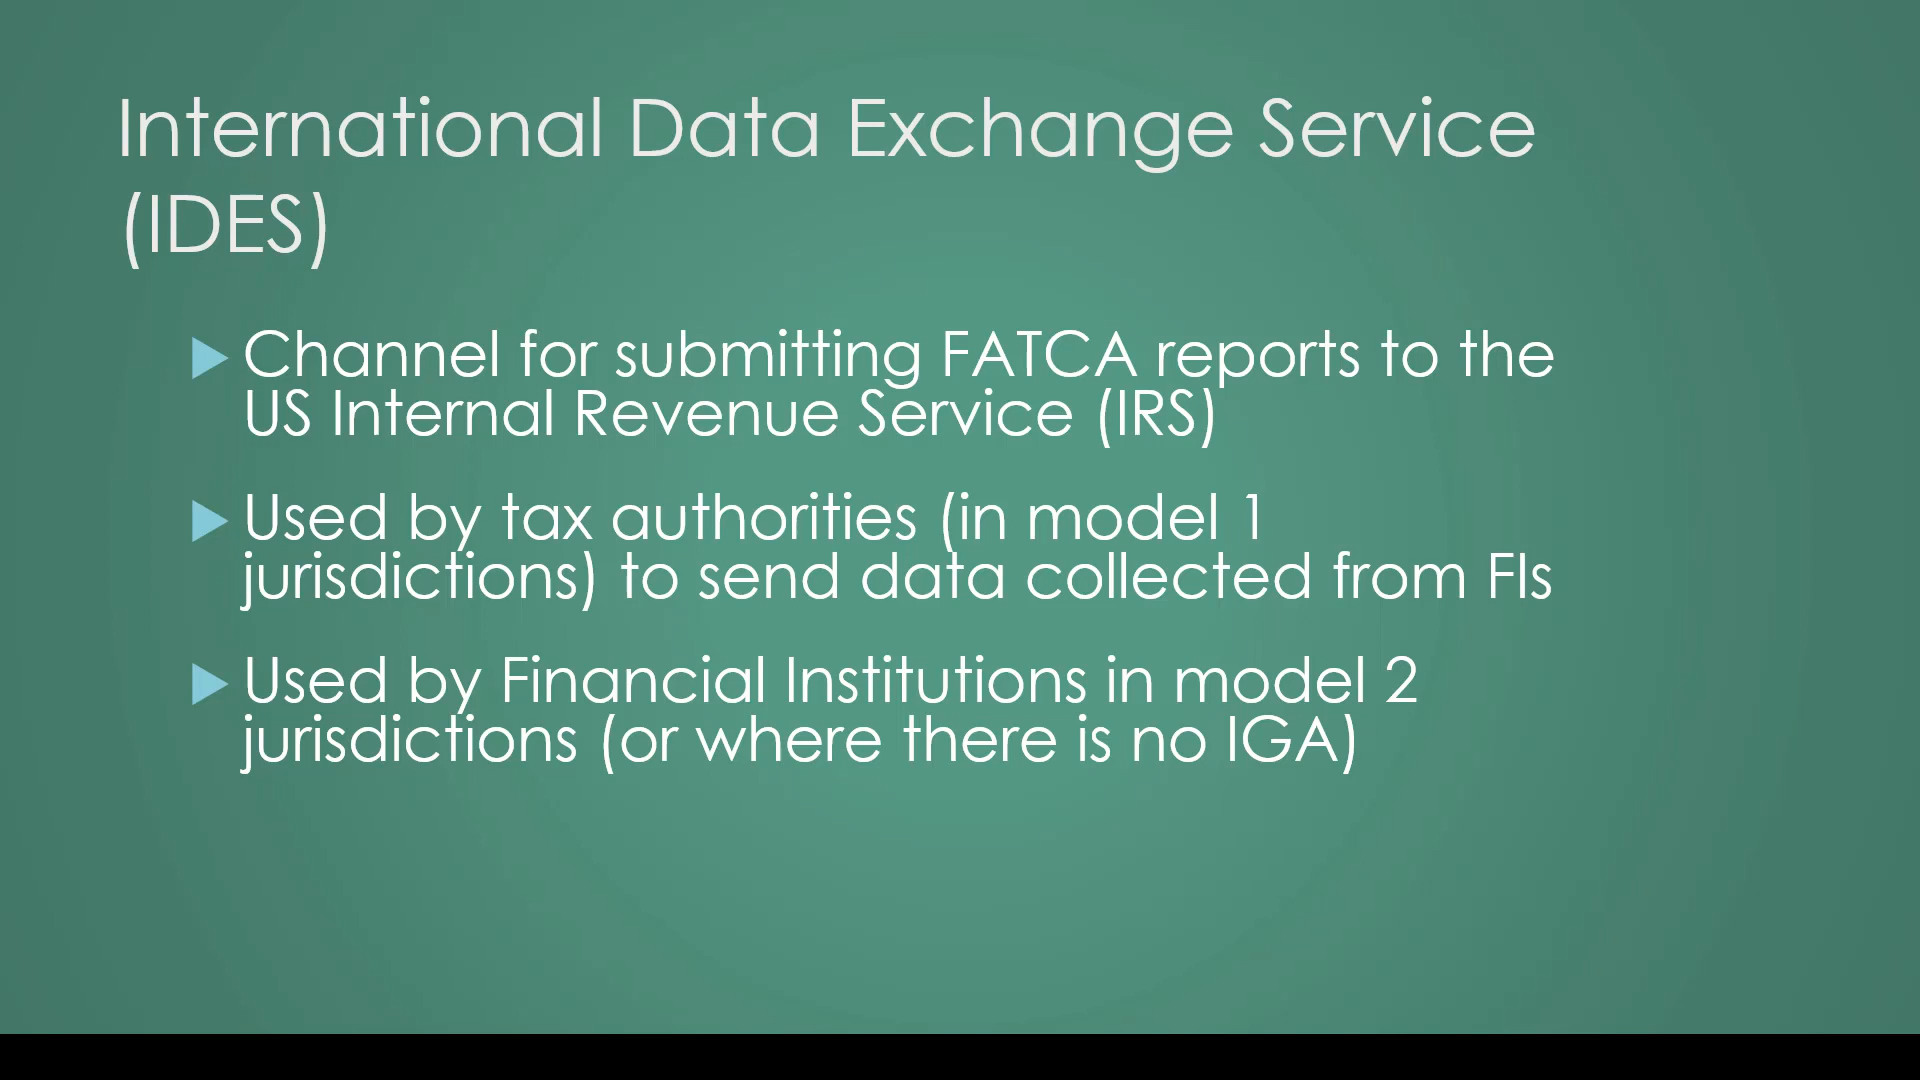 International Data Exchange Service
(IDES)
Channel for submitting FATCA reports to the
US Internal Revenue Service (IRS)
Used by tax authorities (in model 1
jurisdictions) to send data collected from FIs
Used by Financial Institutions in model 2
jurisdictions (or where there is no IGA)